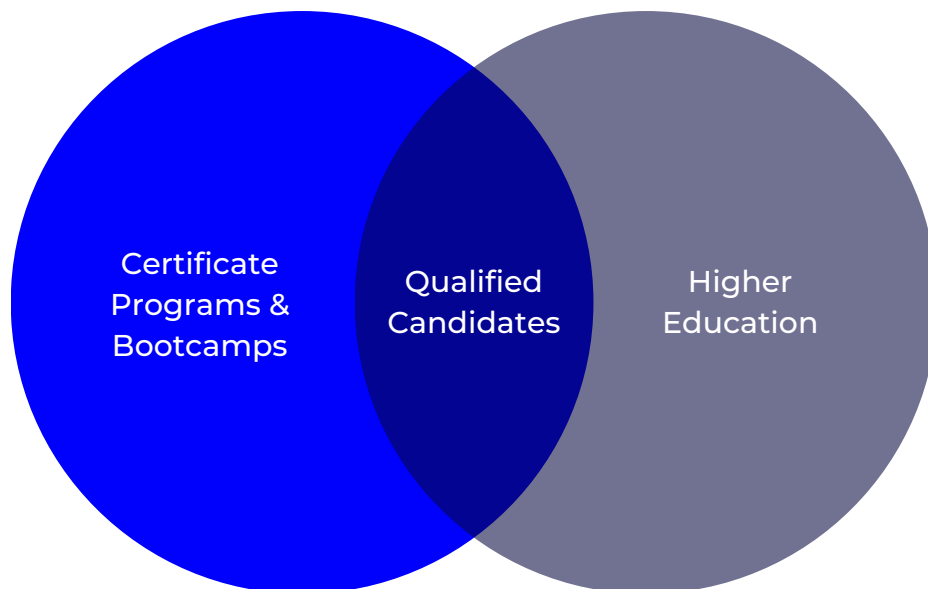 Certificate
Programs &
Bootcamps
Qualified
Candidates
Higher
Education